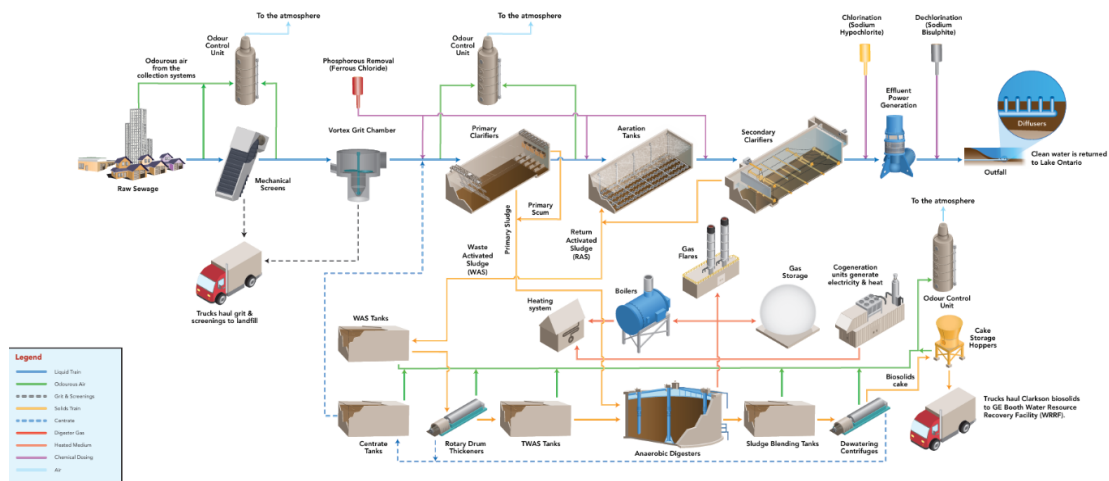 To the atmosphere
Odour
Control
Unit
Odourous air
from the
collection systems
Raw Sewage
Mechanical
Screens
Trucks haul grit &
screenings to landfill
Phosphorous Removal
(Ferrous Chloride)
Vortex Grit Chamber
To the atmosphere
Odour
Control
Unit
Primary
Clarifiers
Aeration
Tanks
Secondary
Clarifiers
Chlorination
(Sodium
Hypochlorite)
Dechlorination
(Sodium
Bisulphite)
Effluent
Power
Generation
Diffusers
Outfall
Clean water is returned
to Lake Ontario
Primary Sludge
Primary
Scum
Waste
Activated
Sludge
(WAS)
Return
Activated
Sludge
(RAS)
Gas
Flares
Gas
Storage
Cogeneration
units generate
electricity & heat
To the atmosphere
Odour
Control Unit
Heating
system
Boilers
WAS Tanks
Cake
Storage
Hoppers
Biosolids
cake
Trucks haul Clarkson biosolids
to GE Booth Water Resource
Recovery Facility (WRRF).
Centrate
Tanks
Rotary Drum
Thickeners
TWAS Tanks
Anaerobic Digesters
Sludge Blending Tanks
Dewatering
Centrifuges
Legend
Liquid Train
Odourous Air
Grit & Screenings
Solids Train
Centrate
Digester Gas
Heated Medium
Chemical Dosing
Air